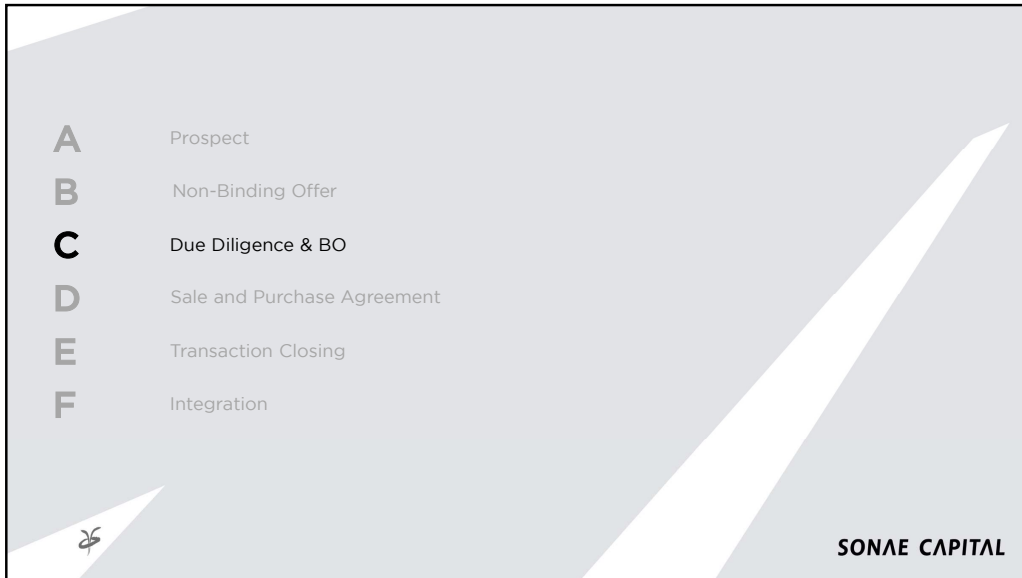 A Prospect
B Non-Binding Offer
C Due Diligence & BO
D Sale and Purchase Agreement
E Transaction Closing
F Integration
SONAE CAPITAL